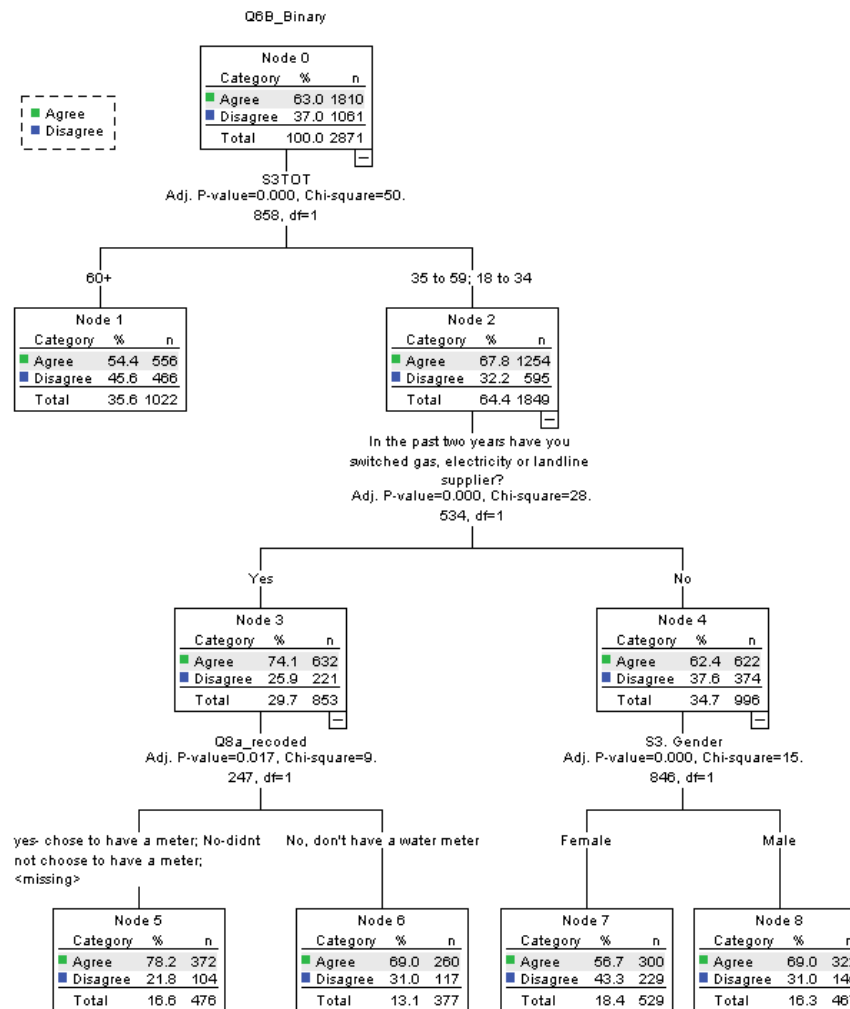 Q6B_Binary
Agree
Disagree
Node 0
Category % n
Agree 63.0 1810
Disagree 37.0 1061
Total 100.0 2871
S3TOT
Adj. P-value=0.000, Chi-square=50.
858, df=1
60+
35 to 59; 18 to 34
Node 1
Category % n
Agree 54.4 556
Disagree 45.6 466
Total 35.6 1022
Node 2
Category % n
Agree 67.8 1254
Disagree 32.2 595
Total 64.4 1849
In the past two years have you
switched gas, electricity or landline
supplier?
Adj. P-value=0.000, Chi-square=28.
534, df=1
Yes
No
Node 3
Category % n
Agree 74.1 632
Disagree 25.9 221
Total 29.7 853
Node 4
Category % n
Agree 62.4 622
Disagree 37.6 374
Total 34.7 996
Q8a_recoded
Adj. P-value=0.017, Chi-square=9.
247, df=1
S3. Gender
Adj. P-value=0.000, Chi-square=15.
846, df=1
yes- chose to have a meter; No-didnt
not choose to have a meter;
<missing>
No, don't have a water meter
Female
Male
Node 5
Category % n
Agree 78.2 372
Disagree 21.8 104
Total 16.6 476
Node 6
Category % n
Agree 69.0 260
Disagree 31.0 117
Total 13.1 377
Node 7
Category % n
Agree 56.7 300
Disagree 43.3 229
Total 18.4 529
Node 8
Category %
Agree 69.0
Disagree 31.0
Total 16.3